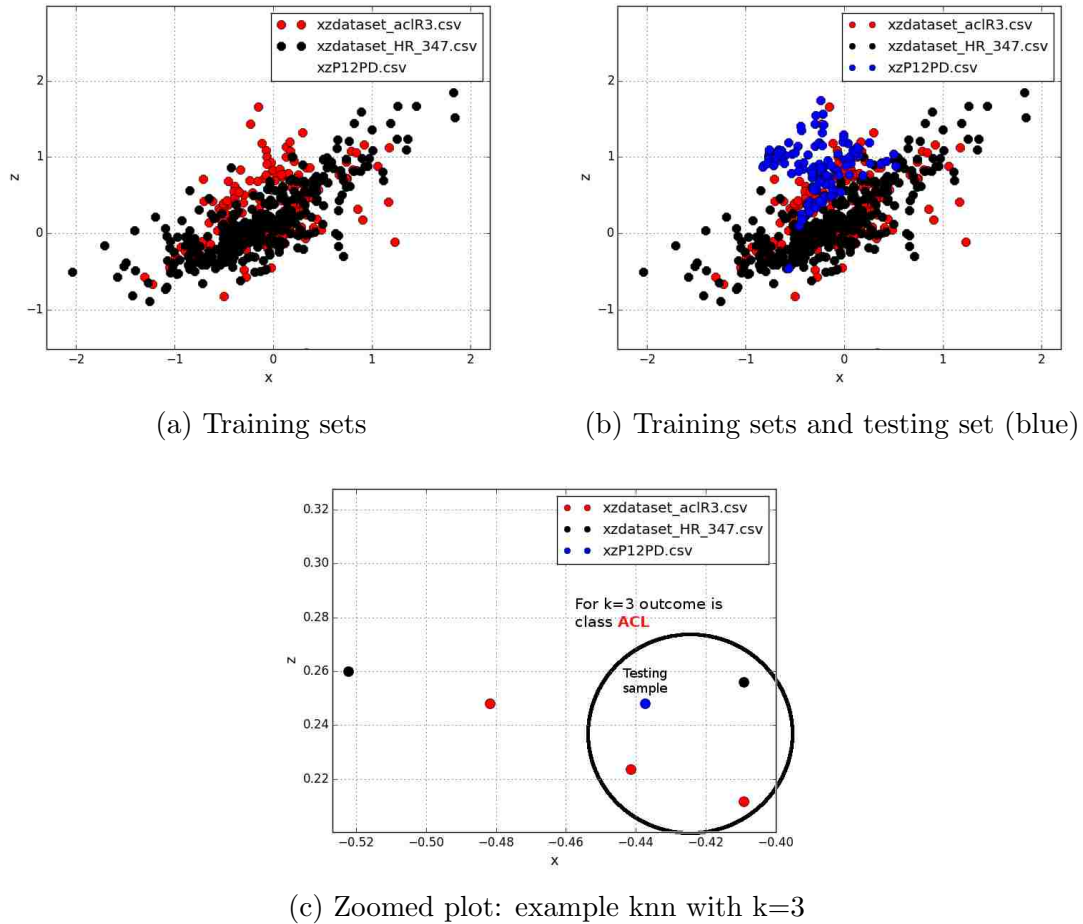 xzdataset_aclR3.csv
xzdataset_HR_347.csv
xzP12PD.csv
2
1
0
−1
z
−2
−1
0
1
2
x
(a) Training sets
xzdataset_aclR3.csv
xzdataset_HR_347.csv
xzP12PD.csv
2
1
0
−1
z
−2
−1
0
1
2
x
(b) Training sets and testing set (blue)
xzdataset_aclR3.csv
xzdataset_HR_347.csv
xzP12PD.csv
0.32
0.30
0.28
0.26
0.24
0.22
z
For k=3 outcome is
class ACL
Testing
sample
−0.52
−0.50
−0.48
−0.46
−0.44
−0.42
−0.40
x
(c) Zoomed plot: example knn with k=3